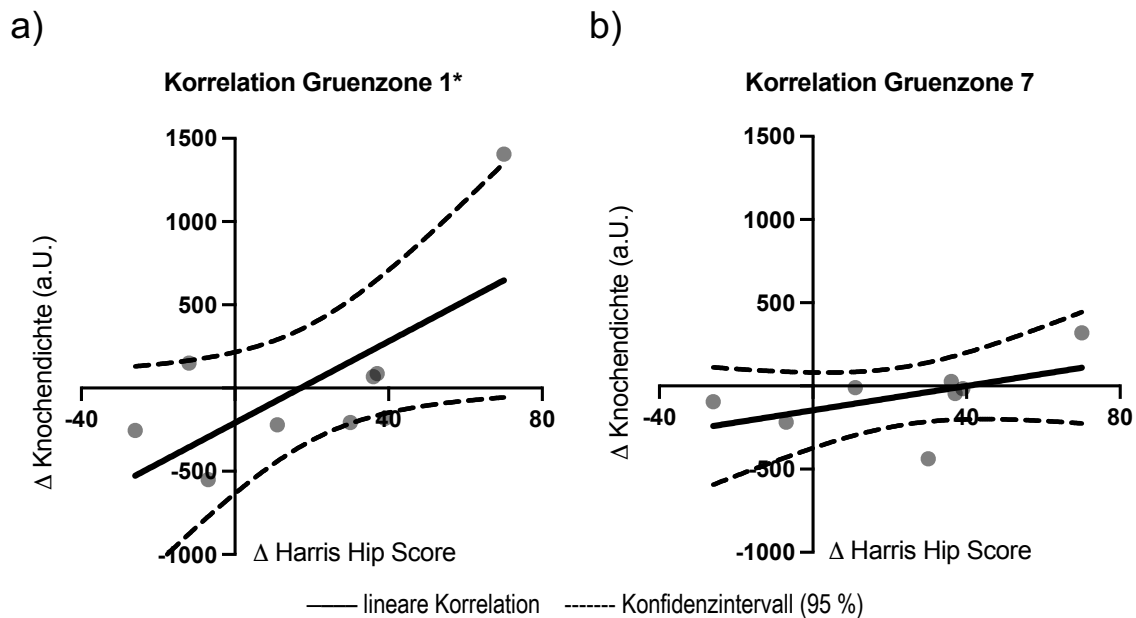 a)
Korrelation Gruenzone 1*
1500
1000
500
-40
40
80
-500
-1000
Δ Knochendichte (a.U.)
Δ Harris Hip Score
b)
Korrelation Gruenzone 7
1500
1000
500
-40
40
80
-500
-1000
Δ Knochendichte (a.U.)
Δ Harris Hip Score
lineare Korrelation
Konfidenzintervall (95 %)